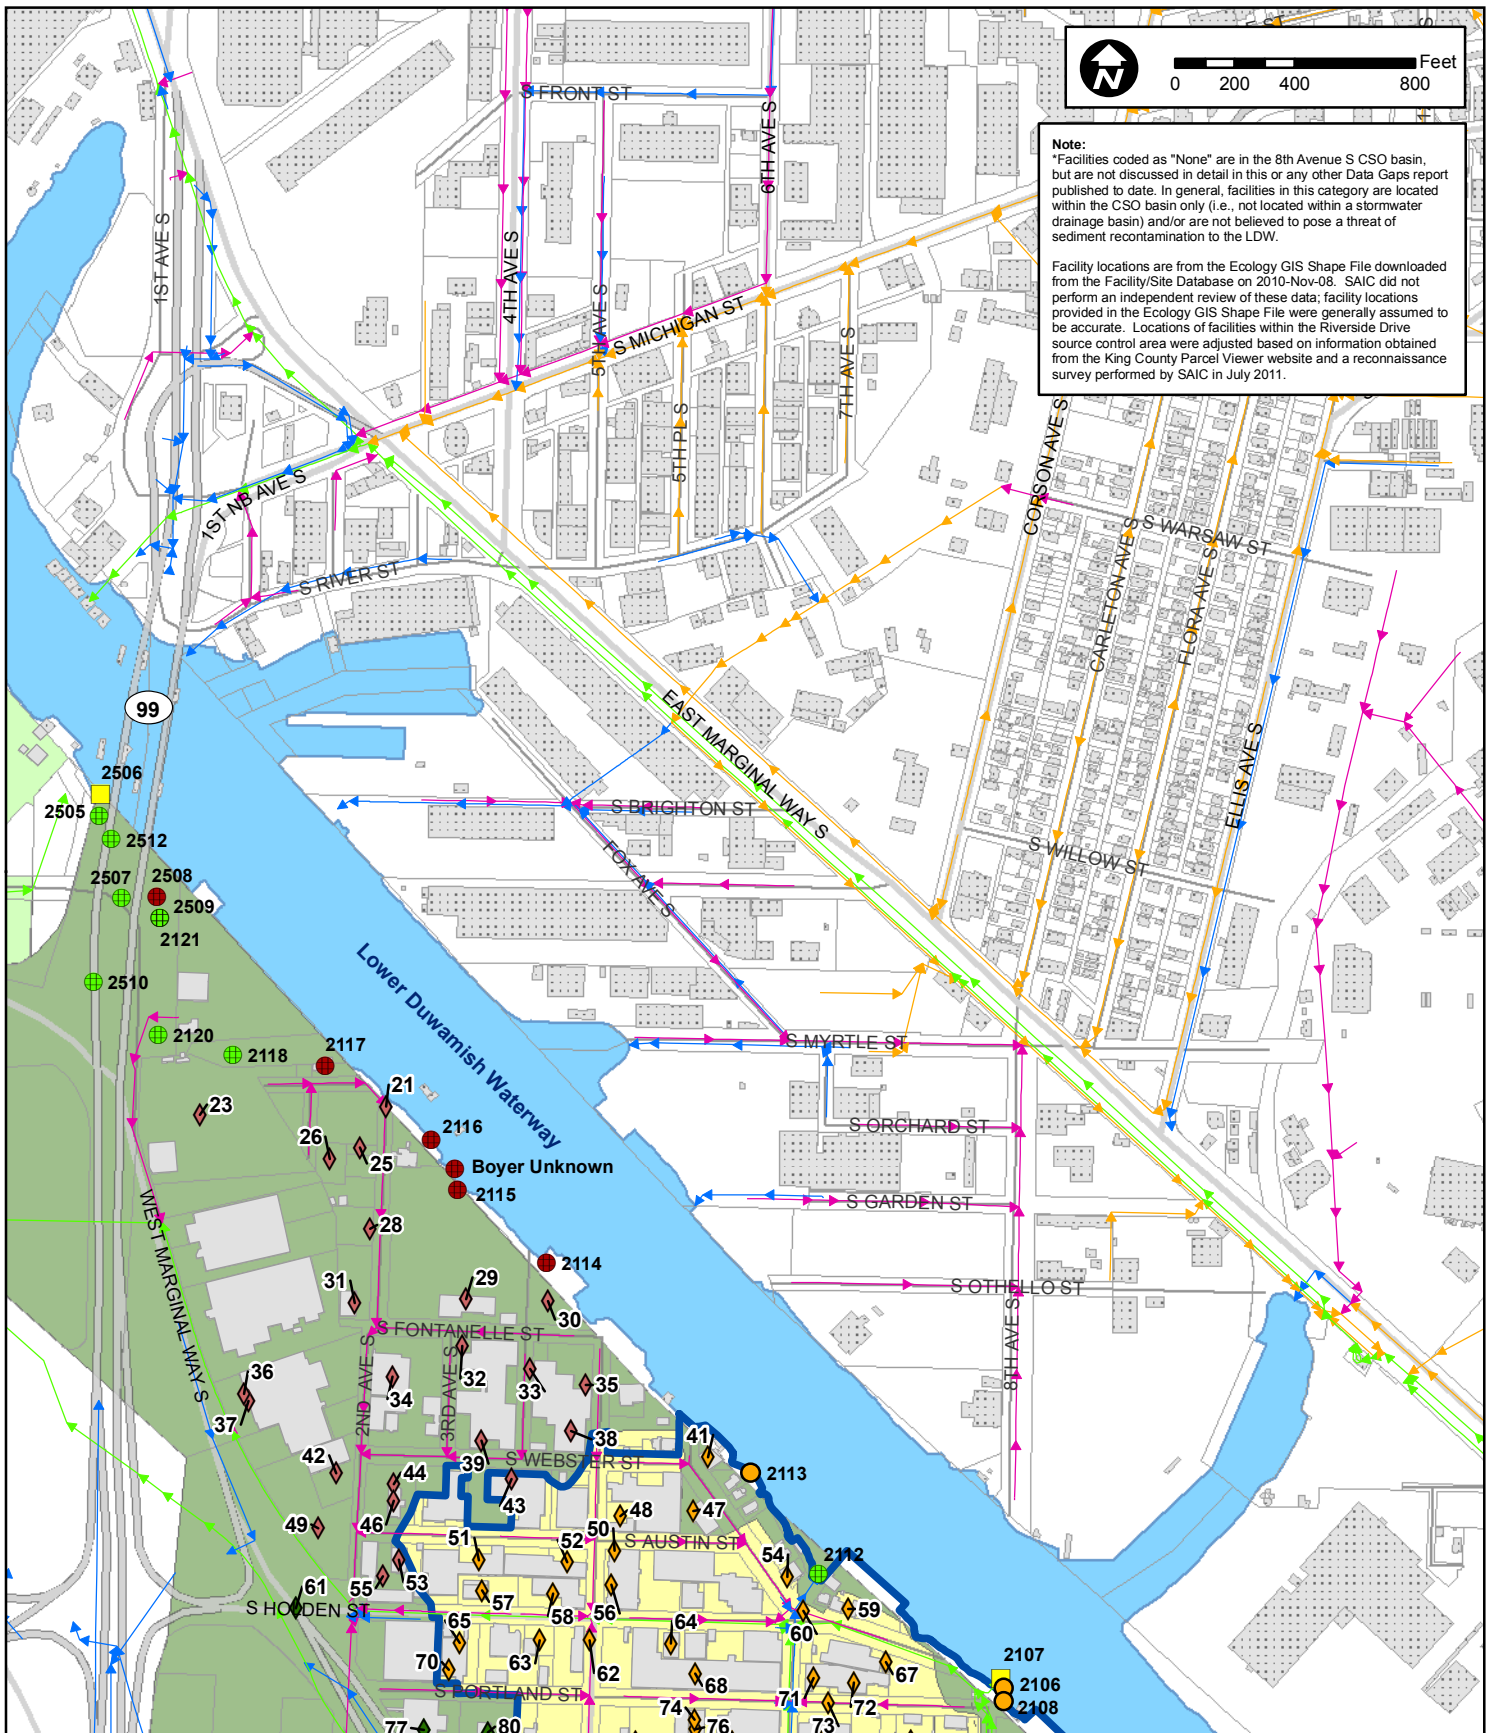 Feet
0 200 400 800
N
Note:
*Facilities coded as "None" are in the 8th Avenue S CSO basin,
but are not discussed in detail in this or any other Data Gaps report
published to date. In general, facilities in this category are located
within the CSO basin only (i.e., not located within a stormwater
drainage basin) and/or are not believed to pose a threat of
sediment recontamination to the LDW.
Facility locations are from the Ecology GIS Shape File downloaded
from the Facility/Site Database on 2010-Nov-08. SAIC did not
perform an independent review of these data; facility locations
provided in the Ecology GIS Shape File were generally assumed to
be accurate. Locations of facilities within the Riverside Drive
source control area were adjusted based on information obtained
from the King County Parcel Viewer website and a reconnaissance
survey performed by SAIC in July 2011.
S FRONT ST
6TH AVE S
1ST AVE S
4TH AVE S
5TH AVE S
S MICHIGAN ST
7TH AVE S
5TH PL S
CORSON AVE S
1ST NB AVE S
S WARSAW ST
CARLETON AVE S
FLORA AVE S
S RIVER ST
99
EAST MARGINAL WAY S
ELLIS AVE S
2506
2505
2512
S BRIGHTON ST
S WILLOW ST
FOX AVE S
2507
2508
2509
2121
2510
Lower Duwamish Waterway
2120
2118
2117
S MYRTLE ST
21
23
2116
S ORCHARD ST
26
25
Boyer Unknown
2115
WEST MARGINAL WAY S
S GARDEN ST
28
2114
31
29
30
S OTHELLO ST
8TH AVE S
S FONTANELLE ST
2ND AVE S
3RD AVE S
36
37
34
32
33
35
38
41
42
39
S WEBSTER ST
2113
44
43
46
48
47
49
50
51
52
S AUSTIN ST
54
2112
53
55
61
S HOLDEN ST
57
58
56
59
60
65
64
63
62
70
67
68
2107
2106
2108
71
72
S PORTLAND ST
74
73
77
80
76